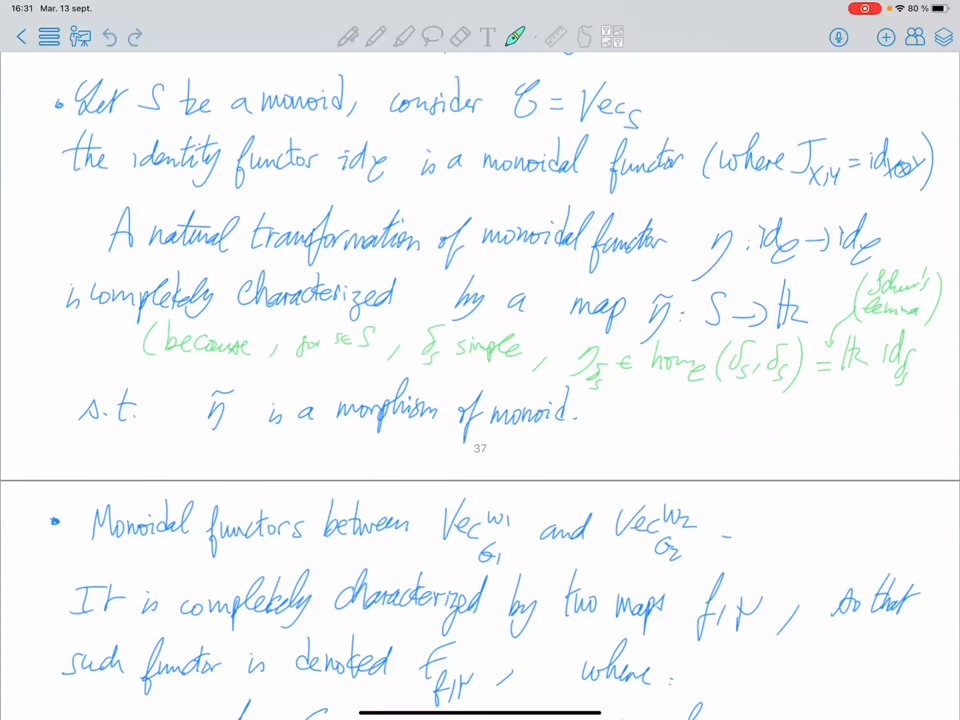 16:31 Mar. 13 sept. 80 %
• Let S be a monoid, consider 𝒞 = Vec_S
the identity functor id_𝒞 is a monoidal functor (where J_{X,Y} = id_{X⊗Y})
A natural transformation of monoidal functor η : id_𝒞 → id_𝒞
is completely characterized by a map η̃ : S → 𝕜
(Schur's lemma)
(because, for s∈S, δ_s simple, η_{δ_s} ∈ hom_𝒞(δ_s, δ_s) = 𝕜 id_{δ_s}
s.t. η̃ is a morphism of monoid.
37
• Monoidal functors between Vec_{G_1}^{ω_1} and Vec_{G_2}^{ω_2}.
It is completely characterized by two maps f, μ, so that
such functor is denoted F_{f,μ}, where: